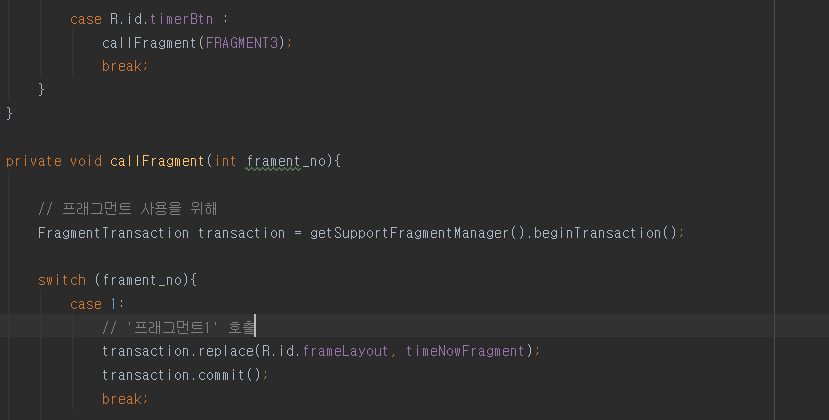 case R.id.timerBtn :
callFragment(FRAGMENT3);
break;
}
}
private void callFragment(int frament_no){
// 프래그먼트 사용을 위해
FragmentTransaction transaction = getSupportFragmentManager().beginTransaction();
switch (frament_no){
case 1:
// '프래그먼트1' 호출
transaction.replace(R.id.frameLayout, timeNowFragment);
transaction.commit();
break;